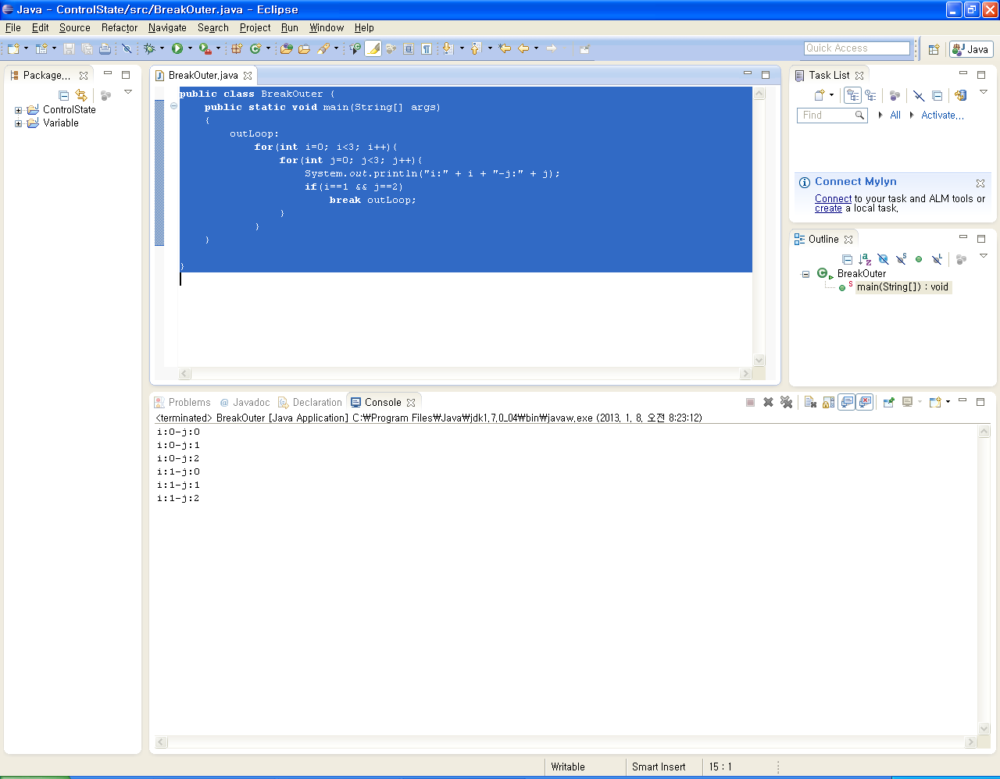 Java - ControlState/src/BreakOuter.java - Eclipse
File Edit Source Refactor Navigate Search Project Run Window Help
Quick Access
Java
Package...
ControlState
Variable
BreakOuter.java
public class BreakOuter {
public static void main(String[] args)
{
outLoop:
for(int i=0; i<3; i++){
for(int j=0; j<3; j++){
System.out.println("i:" + i + "-j:" + j);
if(i==1 && j==2)
break outLoop;
}
}
}
}
Task List
Find All Activate...
Connect Mylyn
Connect to your task and ALM tools or
create a local task.
Outline
BreakOuter
main(String[]) : void
Problems @ Javadoc Declaration Console
<terminated> BreakOuter [Java Application] C:₩Program Files₩Java₩jdk1.7.0_04₩bin₩javaw.exe (2013. 1. 8. 오전 8:23:12)
i:0-j:0
i:0-j:1
i:0-j:2
i:1-j:0
i:1-j:1
i:1-j:2
Writable Smart Insert 15 : 1